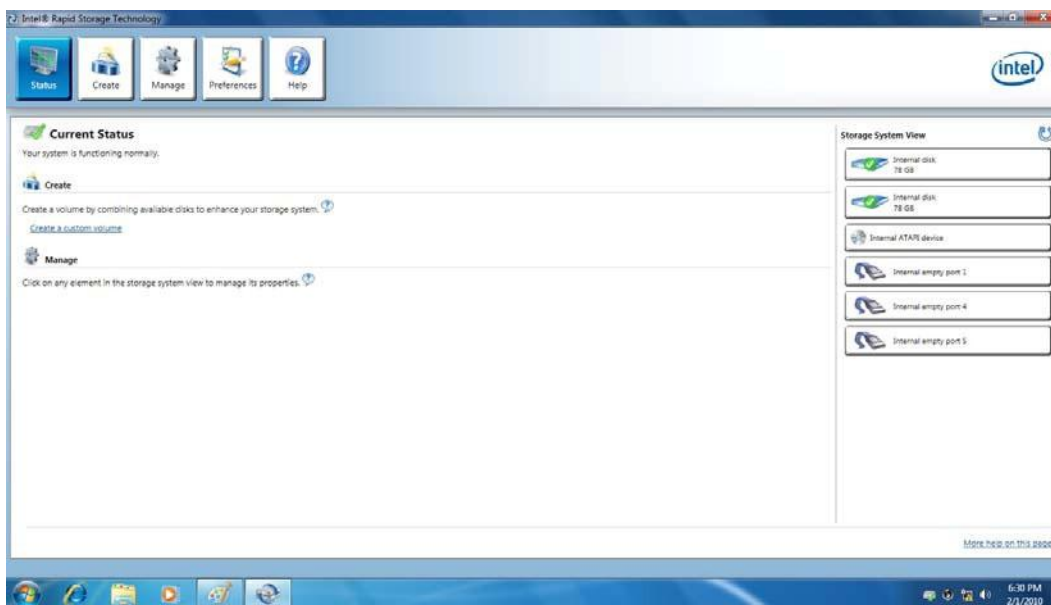 Intel® Rapid Storage Technology
Status
Create
Manage
Preferences
Help
intel
Current Status
Your system is functioning normally.
Create
Create a volume by combining available disks to enhance your storage system.
Create a custom volume
Manage
Click on any element in the storage system view to manage its properties.
Storage System View
Internal disk
78 GB
Internal disk
78 GB
Internal ATAPI device
Internal empty port 1
Internal empty port 4
Internal empty port 5
More help on this page
6:30 PM
2/1/2010